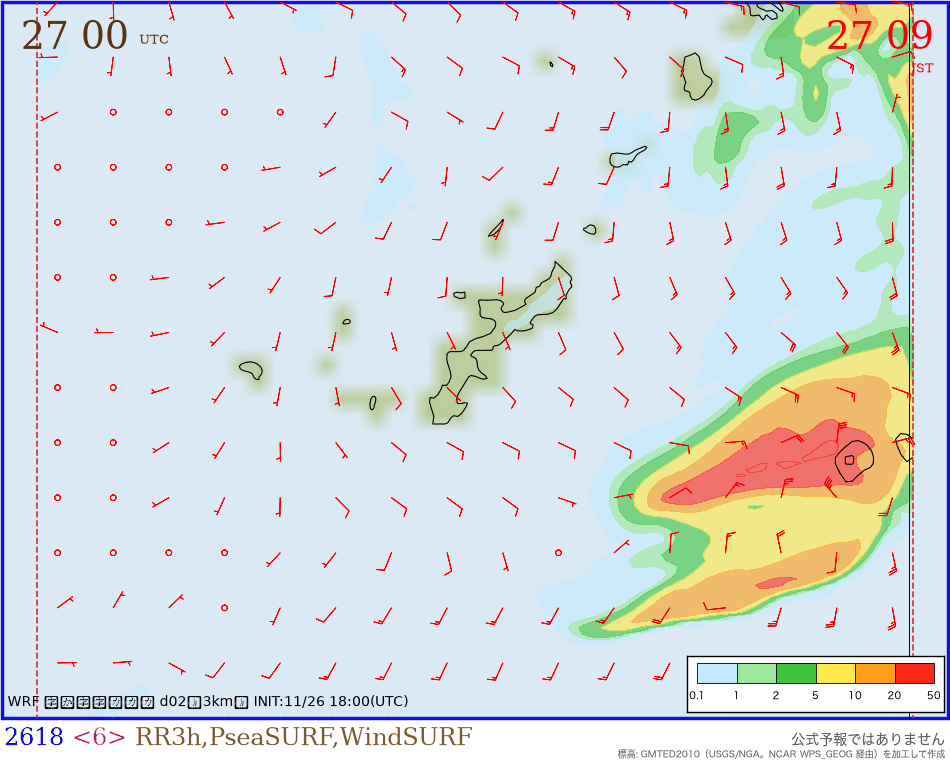 27 00 UTC
27 09
JST
WRF d02 3km INIT:11/26 18:00(UTC)
0.1 1 2 5 10 20 50
2618 <6> RR3h,PseaSURF,WindSURF
公式予報ではありません
標高: GMTED2010（USGS/NGA。NCAR WPS_GEOG 経由）を加工して作成